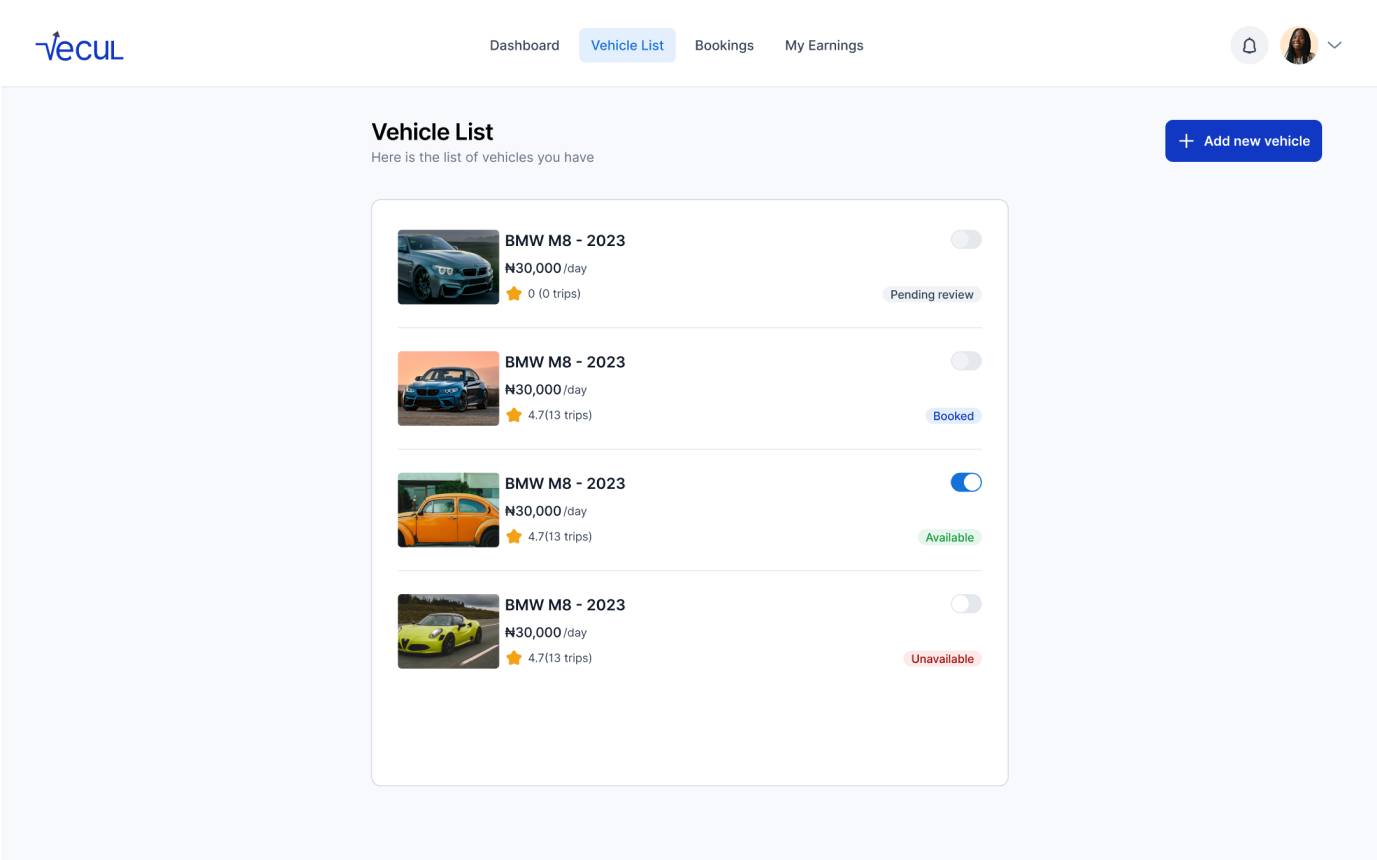 Vecul
Dashboard
Vehicle List
Bookings
My Earnings
Vehicle List
Here is the list of vehicles you have
Add new vehicle
BMW M8 - 2023
₦30,000/day
0 (0 trips)
Pending review
BMW M8 - 2023
₦30,000/day
4.7(13 trips)
Booked
BMW M8 - 2023
₦30,000/day
4.7(13 trips)
Available
BMW M8 - 2023
₦30,000/day
4.7(13 trips)
Unavailable